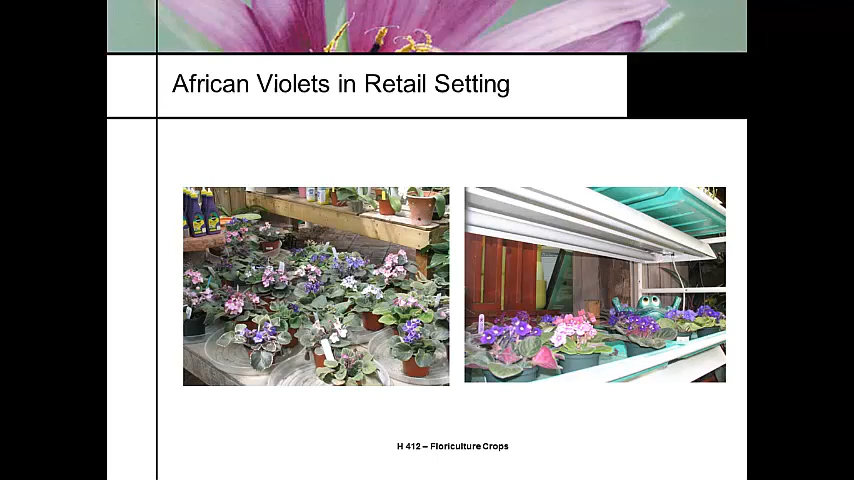 African Violets in Retail Setting
H 412 – Floriculture Crops